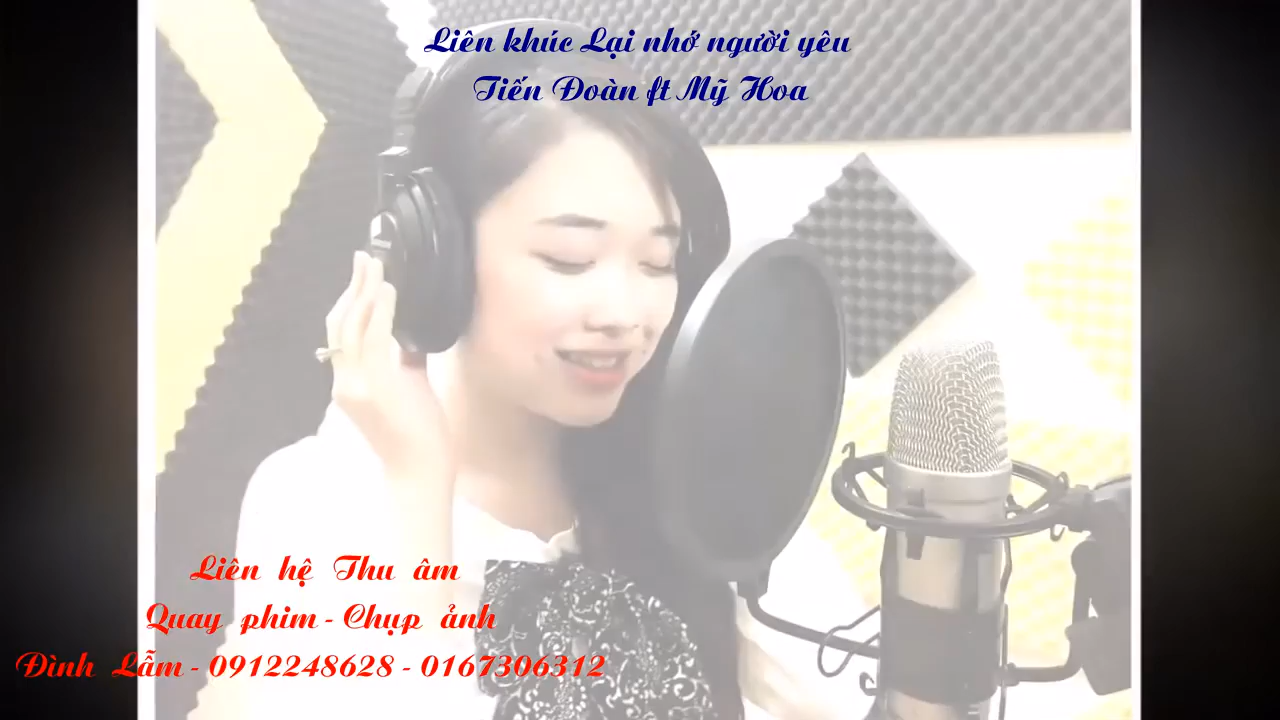 Liên khúc Lại nhớ người yêu
Tiến Đoàn ft Mỹ Hoa
Liên hệ Thu âm
Quay phim - Chụp ảnh
Đình Lẫm - 0912248628 - 0167306312